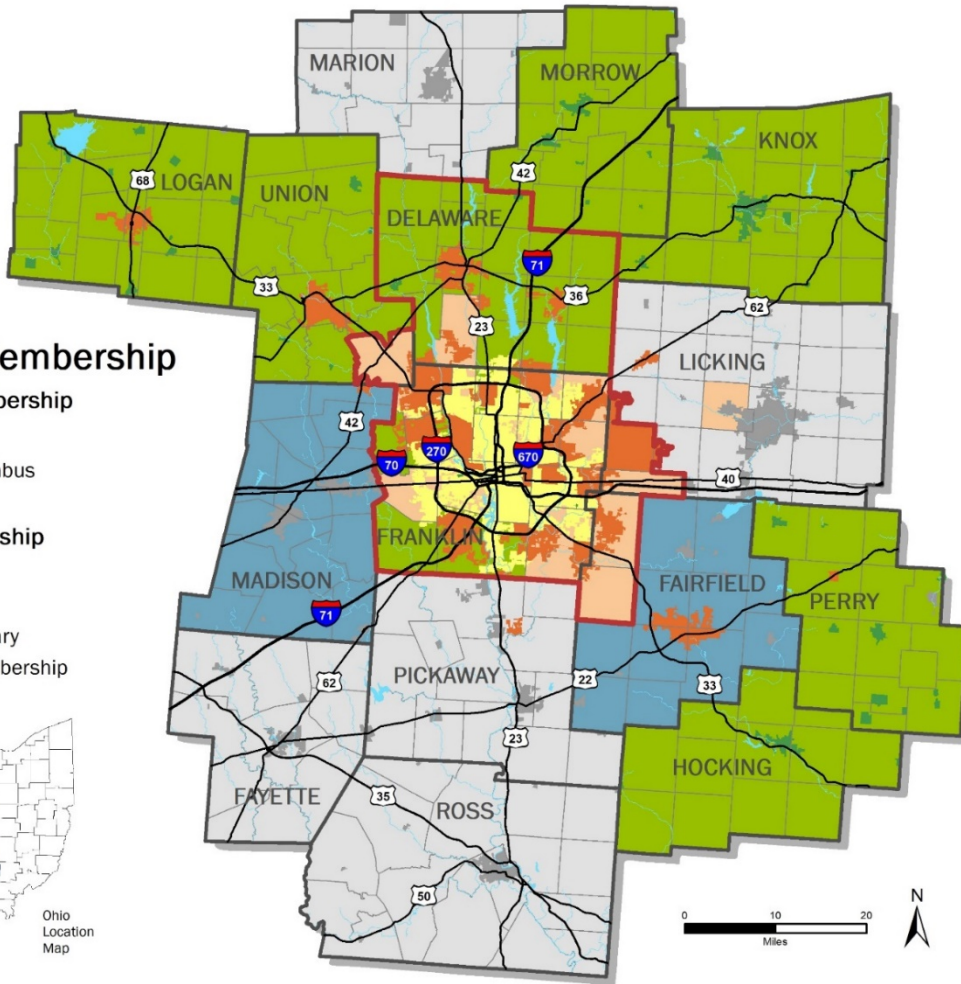 MARION
MORROW
KNOX
68
LOGAN
UNION
42
DELAWARE
71
33
36
62
23
LICKING
embership
bership
42
270
670
70
40
bus
ship
FRANKLIN
MADISON
71
FAIRFIELD
PERRY
ary
bership
62
PICKAWAY
22
33
23
HOCKING
FAYETTE
35
ROSS
50
Ohio
Location
Map
0 10 20
Miles
N